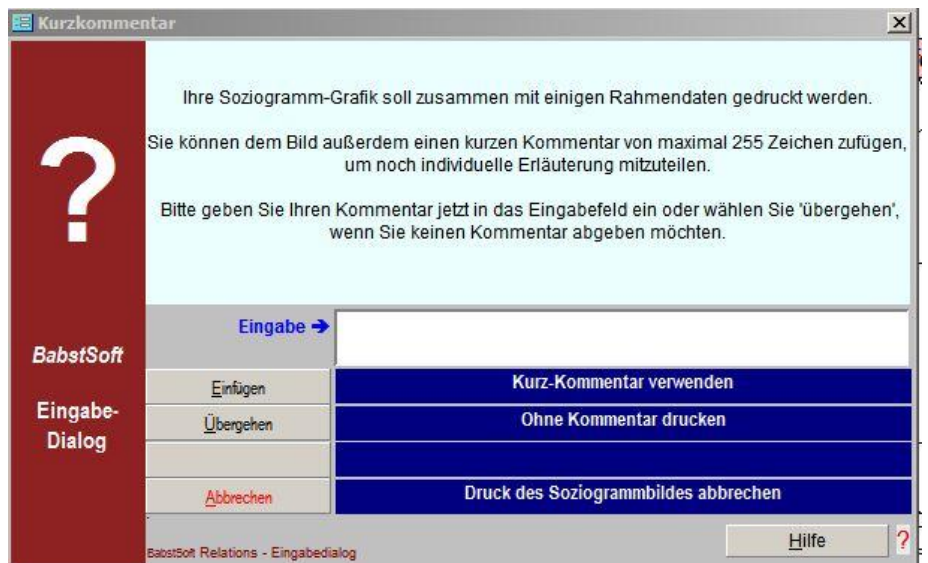 Kurzkommentar
?
Ihre Soziogramm-Grafik soll zusammen mit einigen Rahmendaten gedruckt werden.
Sie können dem Bild außerdem einen kurzen Kommentar von maximal 255 Zeichen zufügen,
um noch individuelle Erläuterung mitzuteilen.
Bitte geben Sie Ihren Kommentar jetzt in das Eingabefeld ein oder wählen Sie 'übergehen',
wenn Sie keinen Kommentar abgeben möchten.
BabstSoft
Eingabe-
Dialog
Eingabe ➔
Einfügen
Kurz-Kommentar verwenden
Übergehen
Ohne Kommentar drucken
Abbrechen
Druck des Soziogrammbildes abbrechen
BabstSoft Relations - Eingabedialog
Hilfe
?